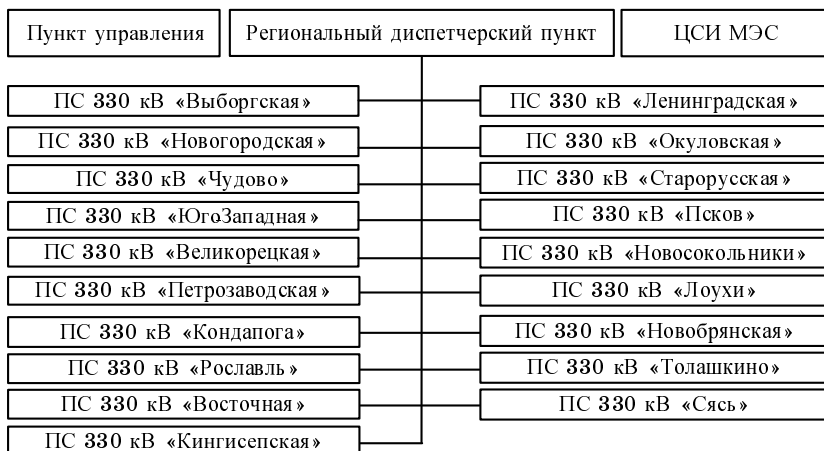 Пункт управления
Региональный диспетчерский пункт
ЦСИ МЭС
ПС 330 кВ «Выборгская»
ПС 330 кВ «Ленинградская»
ПС 330 кВ «Новогородская»
ПС 330 кВ «Окуловская»
ПС 330 кВ «Чудово»
ПС 330 кВ «Старорусская»
ПС 330 кВ «ЮгоЗападная»
ПС 330 кВ «Псков»
ПС 330 кВ «Великорецкая»
ПС 330 кВ «Новосокольники»
ПС 330 кВ «Петрозаводская»
ПС 330 кВ «Лоухи»
ПС 330 кВ «Кондапога»
ПС 330 кВ «Новобрянская»
ПС 330 кВ «Рославль»
ПС 330 кВ «Толашкино»
ПС 330 кВ «Восточная»
ПС 330 кВ «Сясь»
ПС 330 кВ «Кингисепская»